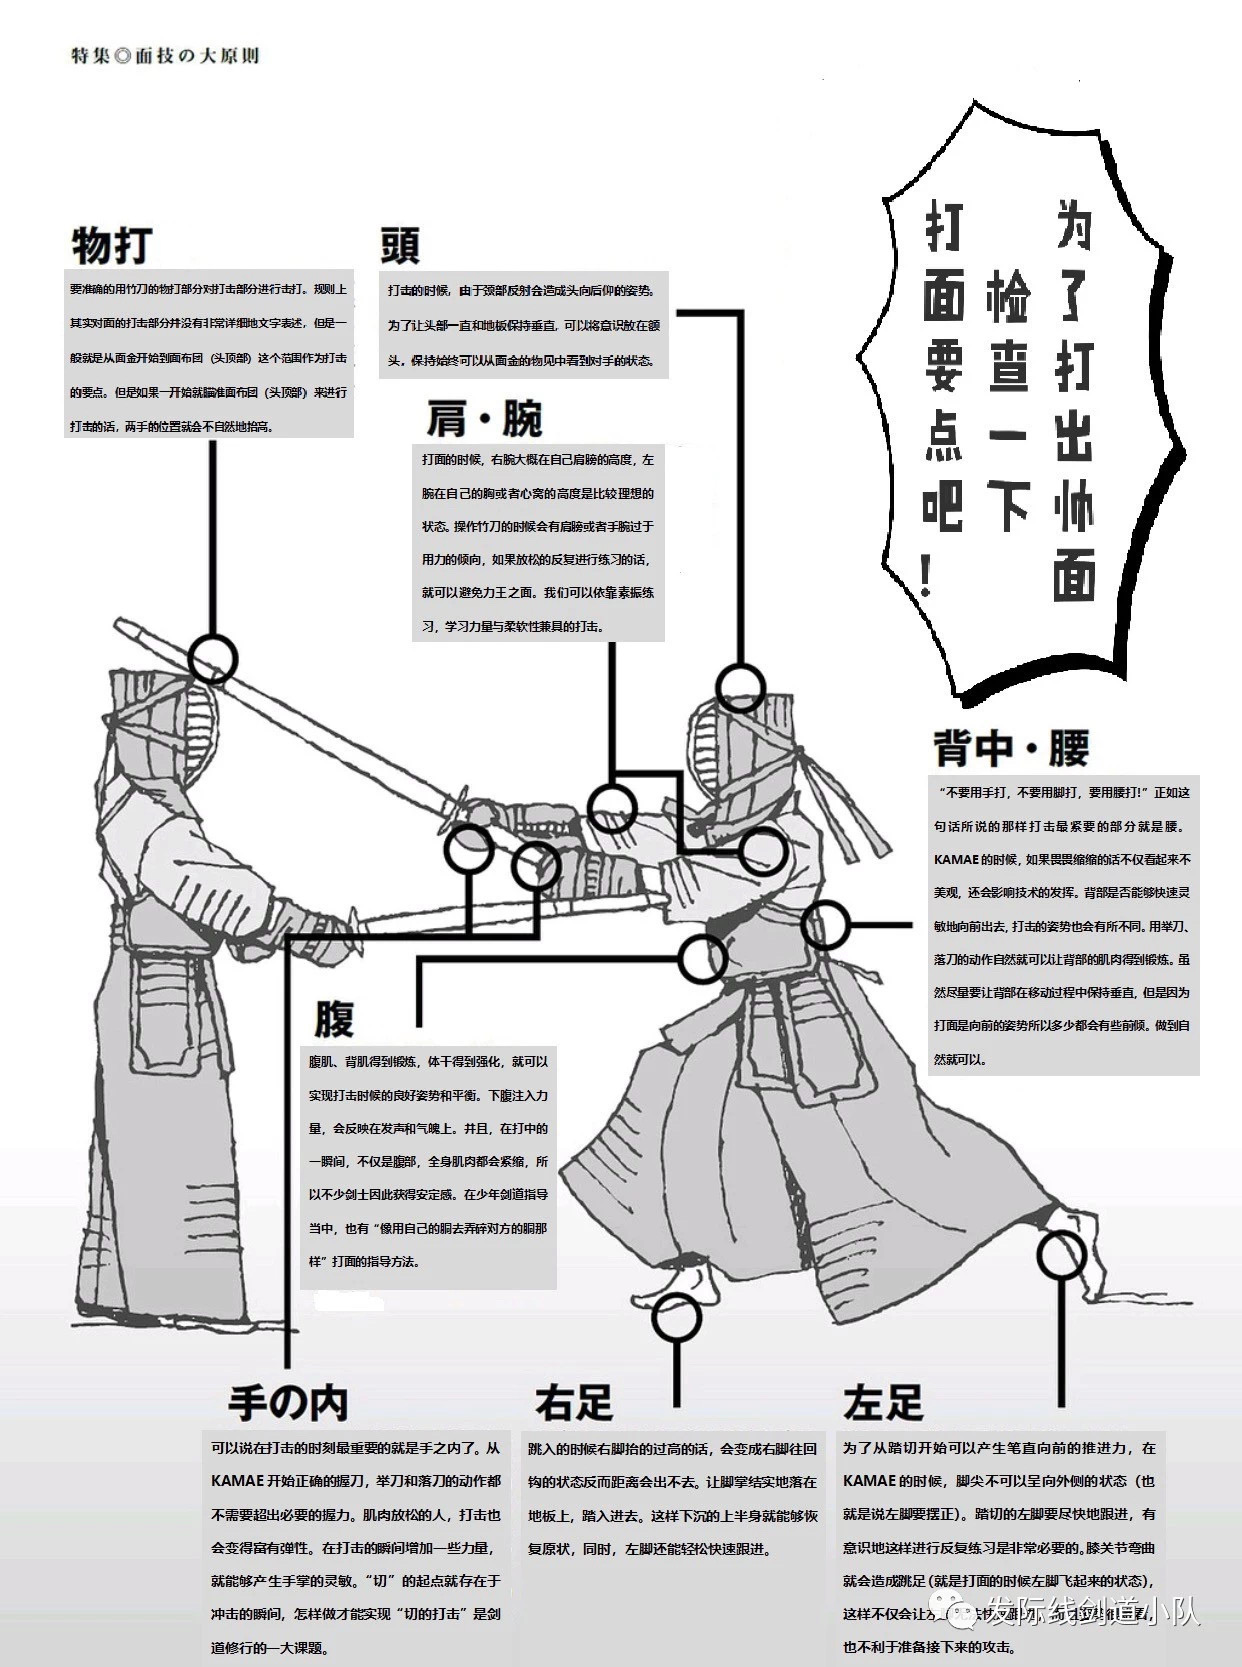 特集◎面技の大原則
为了打出帅面
检查一下
打面要点吧！
物打
要准确的用竹刀的物打部分对打击部分进行击打。规则上
其实对面的打击部分并没有非常详细地文字表述，但是一
般就是从面金开始到面布团（头顶部）这个范围作为打击
的要点。但是如果一开始就瞄准面布团（头顶部）来进行
打击的话，两手的位置就会不自然地抬高。
頭
打击的时候，由于颈部反射会造成头向后仰的姿势。
为了让头部一直和地板保持垂直，可以将意识放在额
头，保持始终可以从面金的物见中看到对手的状态。
肩・腕
打面的时候，右腕大概在自己肩膀的高度，左
腕在自己的胸或者心窝的高度是比较理想的
状态。操作竹刀的时候会有肩膀或者手腕过于
用力的倾向，如果放松的反复进行练习的话，
就可以避免力王之面。我们可以依靠素振练
习，学习力量与柔软性兼具的打击。
背中・腰
“不要用手打，不要用脚打，要用腰打!”正如这
句话所说的那样打击最紧要的部分就是腰。
KAMAE 的时候，如果畏畏缩缩的话不仅看起来不
美观，还会影响技术的发挥。背部是否能够快速灵
敏地向前出去，打击的姿势也会有所不同。用举刀、
落刀的动作自然就可以让背部的肌肉得到锻炼。虽
然尽量要让背部在移动过程中保持垂直，但是因为
打面是向前的姿势所以多少都会有些前倾。做到自
然就可以。
腹
腹肌、背肌得到锻炼，体干得到强化，就可以
实现打击时候的良好姿势和平衡。下腹注入力
量，会反映在发声和气魄上。并且，在打中的
一瞬间，不仅是腹部，全身肌肉都会紧缩，所
以不少剑士因此获得安定感。在少年剑道指导
当中，也有“像用自己的胴去弄碎对方的胴那
样”打面的指导方法。
手の内
可以说在打击的时刻最重要的就是手之内了。从
KAMAE 开始正确的握刀，举刀和落刀的动作都
不需要超出必要的握力。肌肉放松的人，打击也
会变得富有弹性。在打击的瞬间增加一些力量，
就能够产生手掌的灵敏。“切”的起点就存在于
冲击的瞬间，怎样做才能实现“切的打击”是剑
道修行的一大课题。
右足
跳入的时候右脚抬的过高的话，会变成右脚往回
钩的状态反而距离会出不去。让脚掌结实地落在
地板上，踏入进去。这样下沉的上半身就能够恢
复原状，同时，左脚还能轻松快速跟进。
左足
为了从踏切开始可以产生笔直向前的推进力，在
KAMAE 的时候，脚尖不可以呈向外侧的状态（也
就是说左脚要摆正）。踏切的左脚要尽快地跟进，有
意识地这样进行反复练习是非常必要的。膝关节弯曲
就会造成跳足（就是打面的时候左脚飞起来的状态），
这样不仅会让左
也不利于准备接下来的攻击。
发际线剑道小队